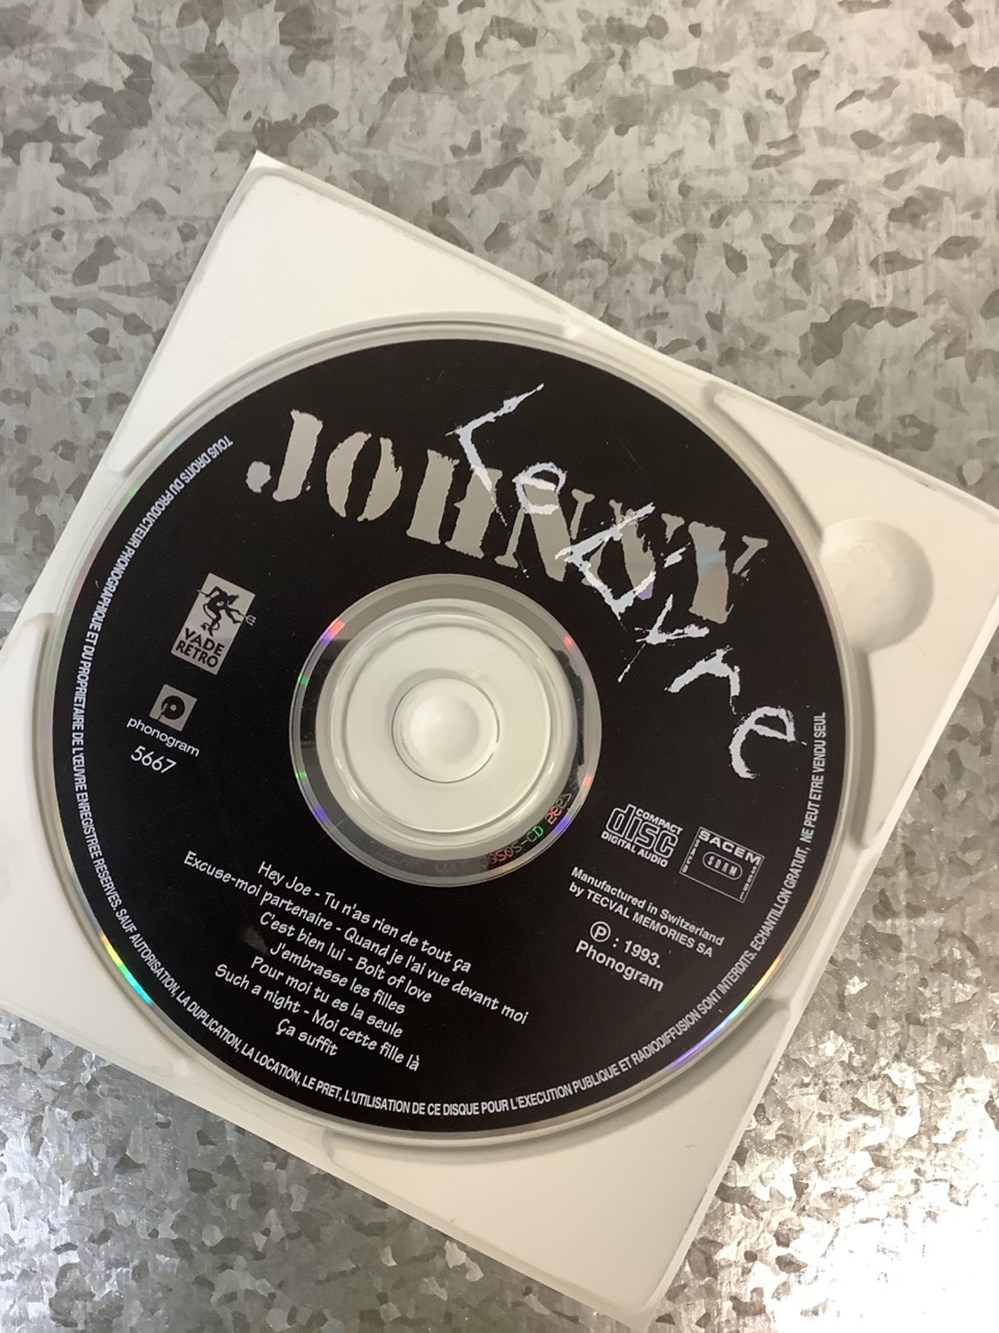 JOHNNY
Le Livre
VADE
RETRO
phonogram
5667
COMPACT
disc
DIGITAL AUDIO
SACEM
SDRM
Manufactured in Switzerland
by TECVAL MEMORIES SA
Ⓟ : 1993.
Phonogram
Hey Joe - Tu n'as rien de tout ça
Excuse-moi partenaire - Quand je l'ai vue devant moi
C'est bien lui - Bolt of love
J'embrasse les filles
Pour moi tu es la seule
Such a night - Moi cette fille là
Ça suffit
TOUS DROITS DU PRODUCTEUR PHONOGRAPHIQUE ET DU PROPRIETAIRE DE L'ŒUVRE ENREGISTREE RESERVES. SAUF AUTORISATION, LA DUPLICATION, LA LOCATION, LE PRET, L'UTILISATION DE CE DISQUE POUR L'EXECUTION PUBLIQUE ET RADIODIFFUSION SONT INTERDITS. ECHANTILLON GRATUIT. NE PEUT ETRE VENDU SEUL